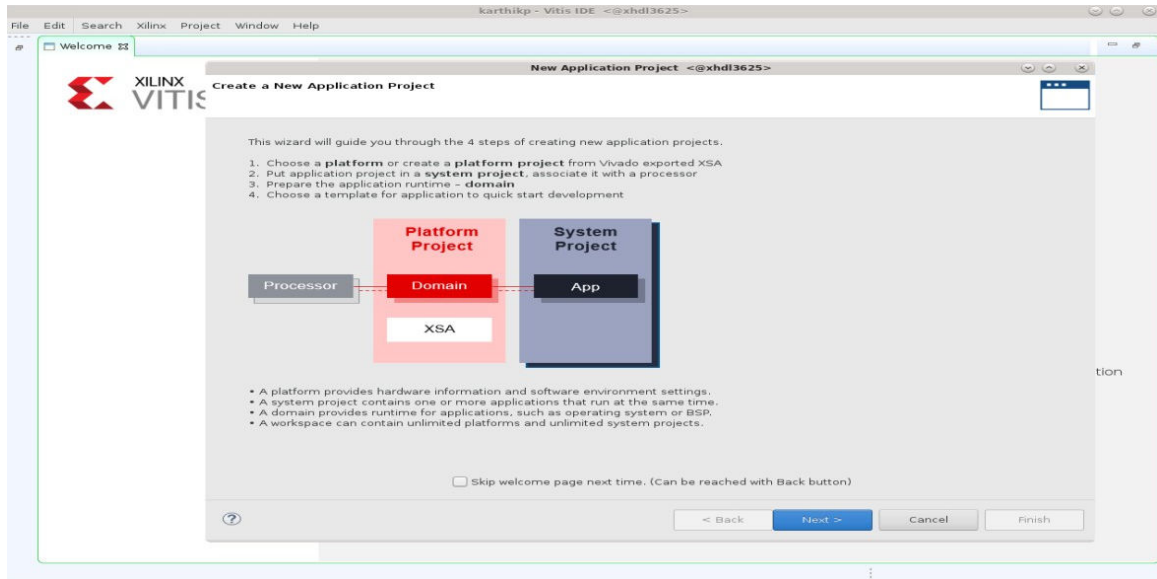 karthikp - Vitis IDE <@xhdl3625>
File Edit Search Xilinx Project Window Help
Welcome
XILINX
VITIS
New Application Project <@xhdl3625>
Create a New Application Project
This wizard will guide you through the 4 steps of creating new application projects.
1. Choose a platform or create a platform project from Vivado exported XSA
2. Put application project in a system project, associate it with a processor
3. Prepare the application runtime – domain
4. Choose a template for application to quick start development
Platform
Project
System
Project
Processor
Domain
App
XSA
tion
• A platform provides hardware information and software environment settings.
• A system project contains one or more applications that run at the same time.
• A domain provides runtime for applications, such as operating system or BSP.
• A workspace can contain unlimited platforms and unlimited system projects.
Skip welcome page next time. (Can be reached with Back button)
?
< Back Next > Cancel Finish